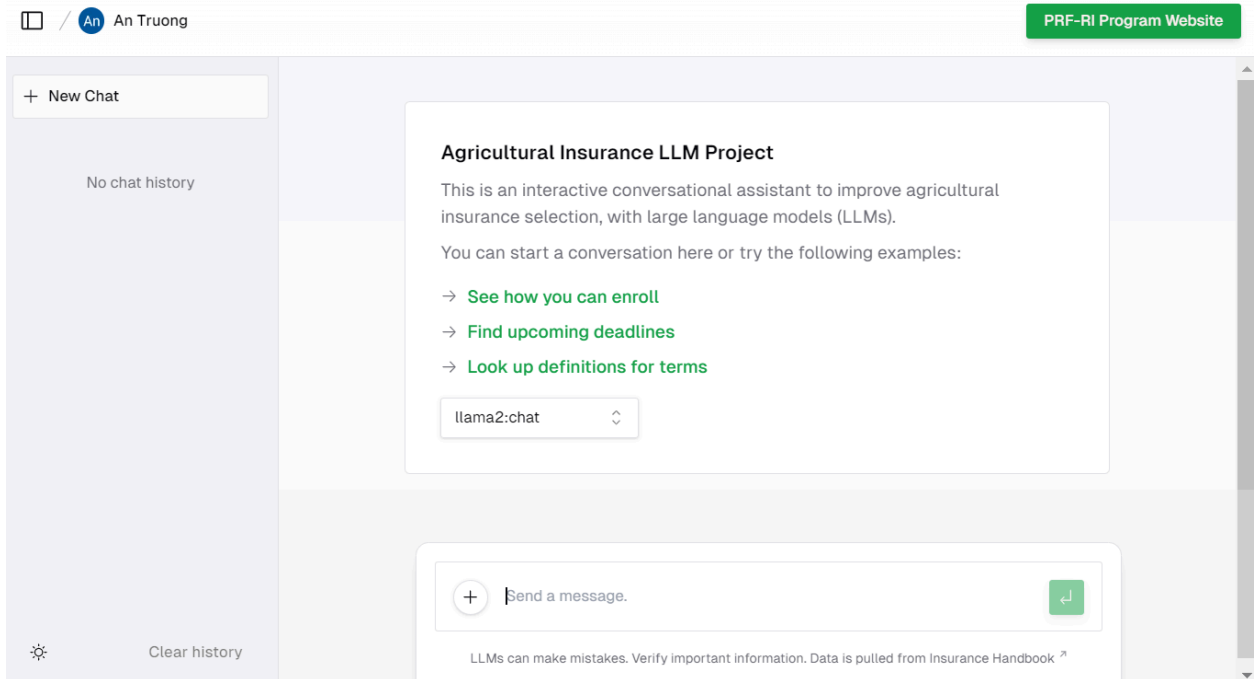 An An Truong
PRF-RI Program Website
New Chat
No chat history
Agricultural Insurance LLM Project
This is an interactive conversational assistant to improve agricultural
insurance selection, with large language models (LLMs).
You can start a conversation here or try the following examples:
See how you can enroll
Find upcoming deadlines
Look up definitions for terms
llama2:chat
Send a message.
Clear history
LLMs can make mistakes. Verify important information. Data is pulled from Insurance Handbook